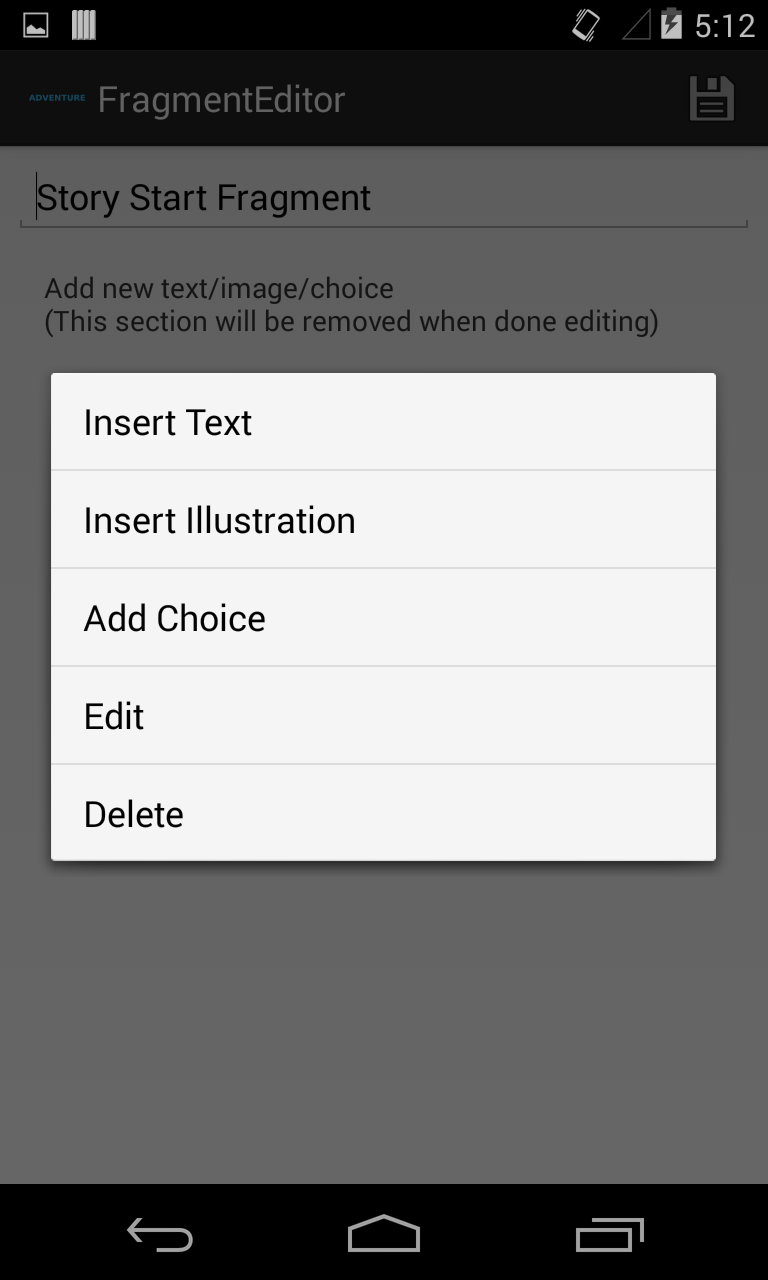 5:12
ADVENTURE FragmentEditor
Story Start Fragment
Add new text/image/choice
(This section will be removed when done editing)
Insert Text
Insert Illustration
Add Choice
Edit
Delete